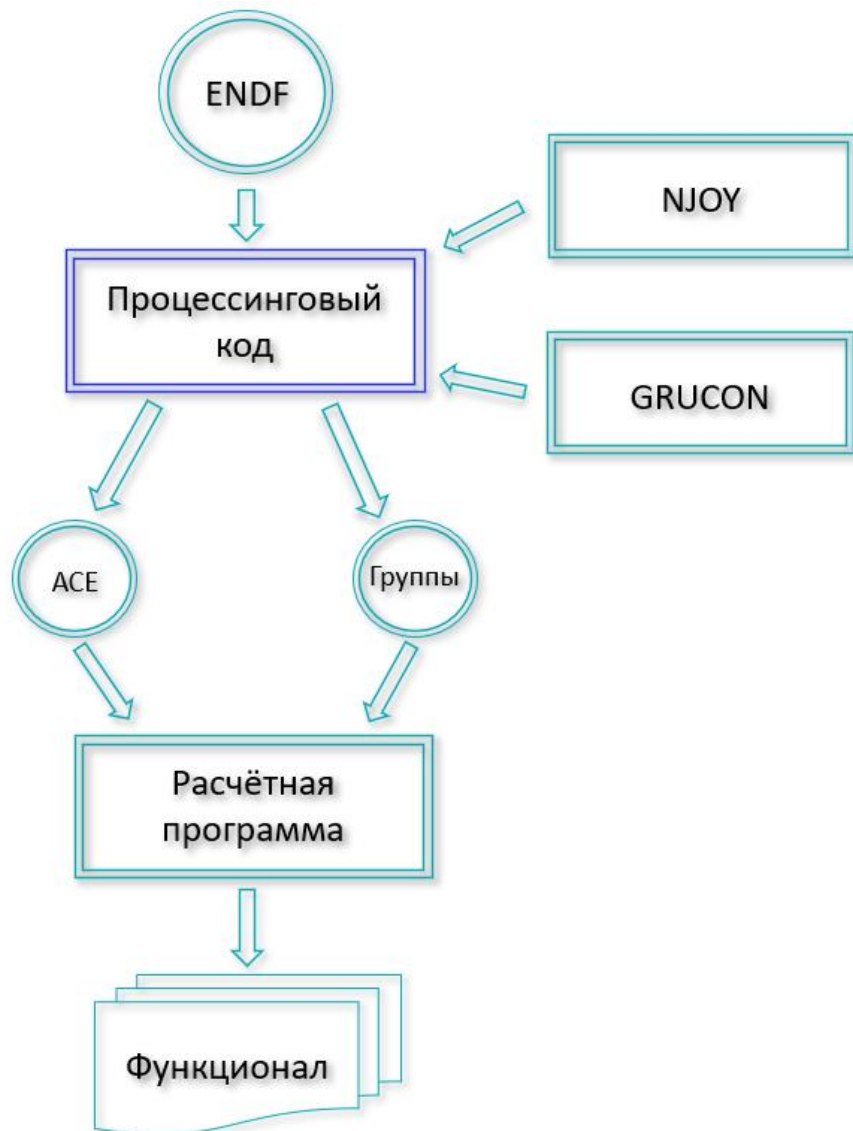 ENDF
NJOY
Процессинговый
код
GRUCON
ACE
Группы
Расчётная
программа
Функционал